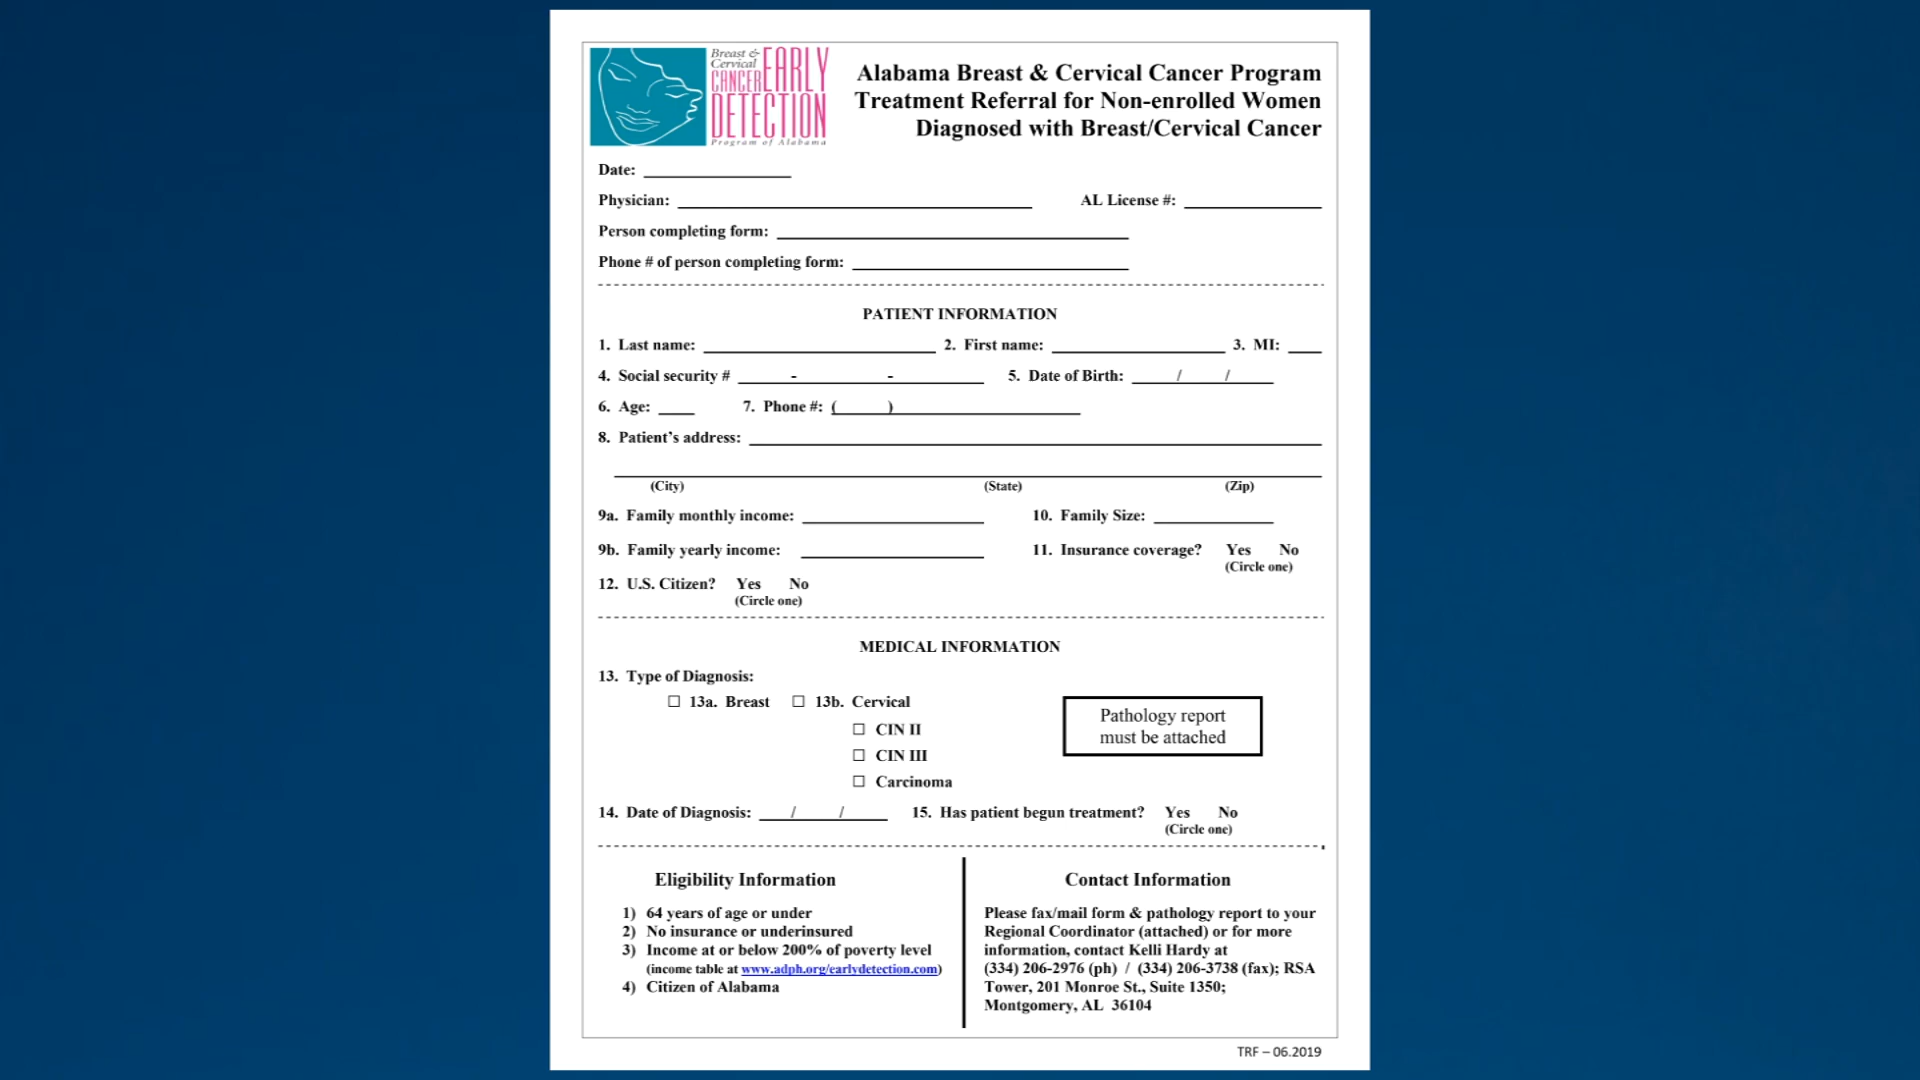 Breast &
Cervical
CANCER EARLY
DETECTION
Program of Alabama
Alabama Breast & Cervical Cancer Program
Treatment Referral for Non-enrolled Women
Diagnosed with Breast/Cervical Cancer
Date:
Physician: AL License #:
Person completing form:
Phone # of person completing form:
PATIENT INFORMATION
1. Last name: 2. First name: 3. MI:
4. Social security # - - 5. Date of Birth: / /
6. Age: 7. Phone #: ( )
8. Patient's address:
(City) (State) (Zip)
9a. Family monthly income: 10. Family Size:
9b. Family yearly income: 11. Insurance coverage? Yes No
(Circle one)
12. U.S. Citizen? Yes No
(Circle one)
MEDICAL INFORMATION
13. Type of Diagnosis:
☐ 13a. Breast ☐ 13b. Cervical
☐ CIN II
☐ CIN III
☐ Carcinoma
Pathology report
must be attached
14. Date of Diagnosis: / / 15. Has patient begun treatment? Yes No
(Circle one)
Eligibility Information
1) 64 years of age or under
2) No insurance or underinsured
3) Income at or below 200% of poverty level
(income table at www.adph.org/earlydetection.com)
4) Citizen of Alabama
Contact Information
Please fax/mail form & pathology report to your
Regional Coordinator (attached) or for more
information, contact Kelli Hardy at
(334) 206-2976 (ph) / (334) 206-3738 (fax); RSA
Tower, 201 Monroe St., Suite 1350;
Montgomery, AL 36104
TRF – 06.2019